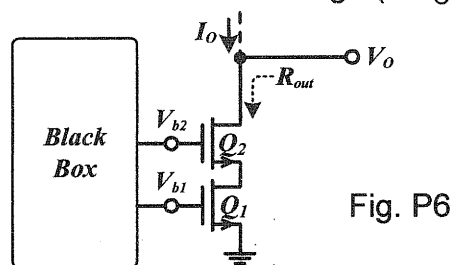 I_O
V_O
R_out
Black
Box
V_b2
Q_2
V_b1
Q_1
Fig. P6